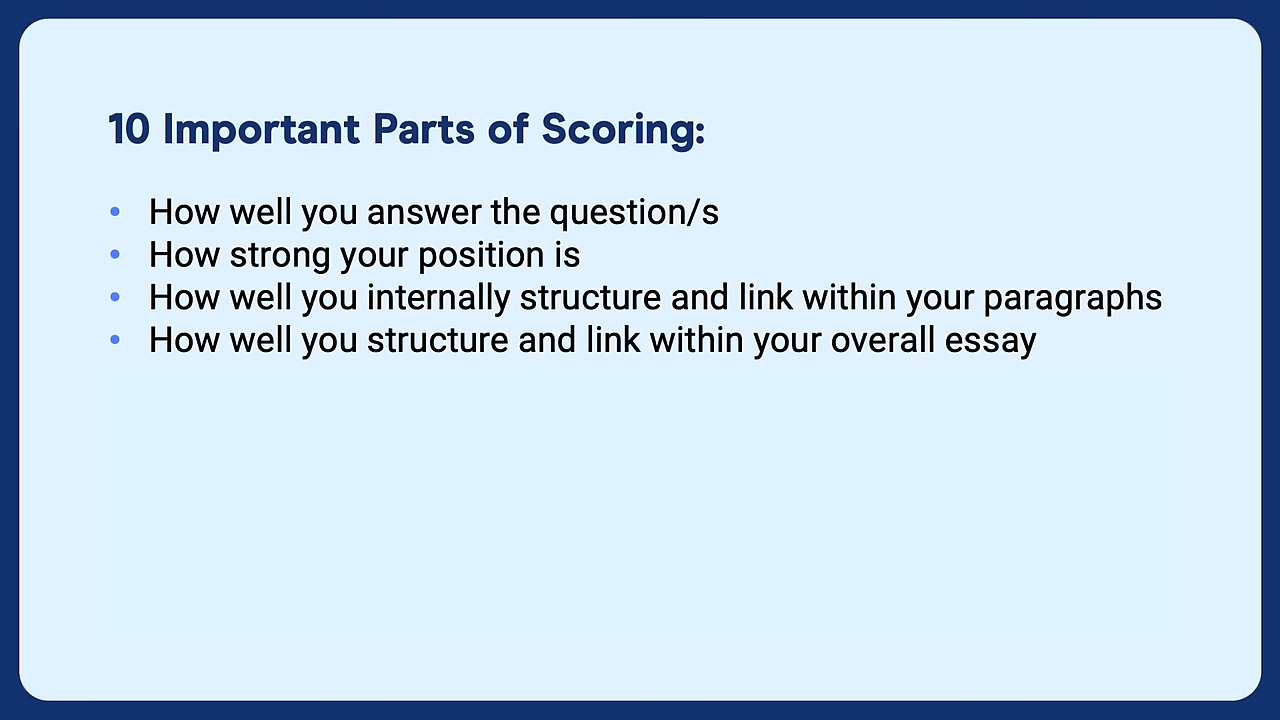 10 Important Parts of Scoring:
• How well you answer the question/s
• How strong your position is
• How well you internally structure and link within your paragraphs
• How well you structure and link within your overall essay